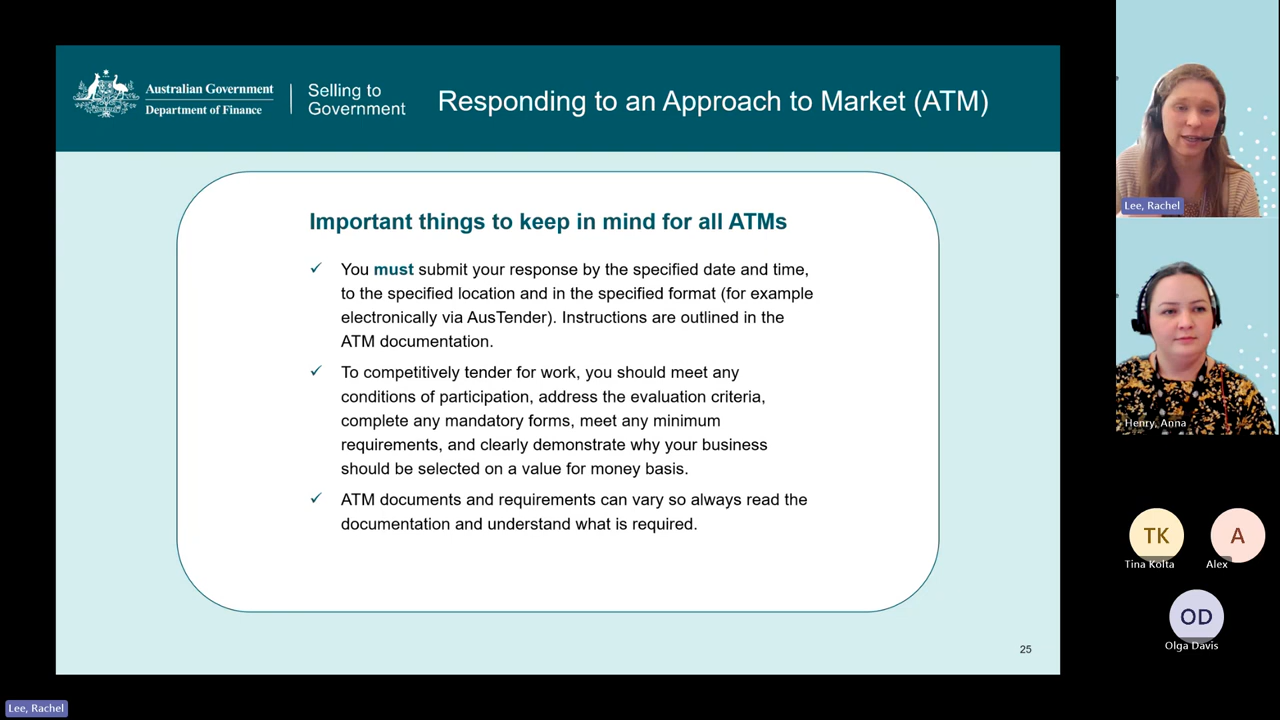 Australian Government
Department of Finance
Selling to
Government
Responding to an Approach to Market (ATM)
Important things to keep in mind for all ATMs
✓ You must submit your response by the specified date and time,
to the specified location and in the specified format (for example
electronically via AusTender). Instructions are outlined in the
ATM documentation.
✓ To competitively tender for work, you should meet any
conditions of participation, address the evaluation criteria,
complete any mandatory forms, meet any minimum
requirements, and clearly demonstrate why your business
should be selected on a value for money basis.
✓ ATM documents and requirements can vary so always read the
documentation and understand what is required.
25
Lee, Rachel
Henry, Anna
TK
Tina Kolta
A
Alex
OD
Olga Davis
Lee, Rachel